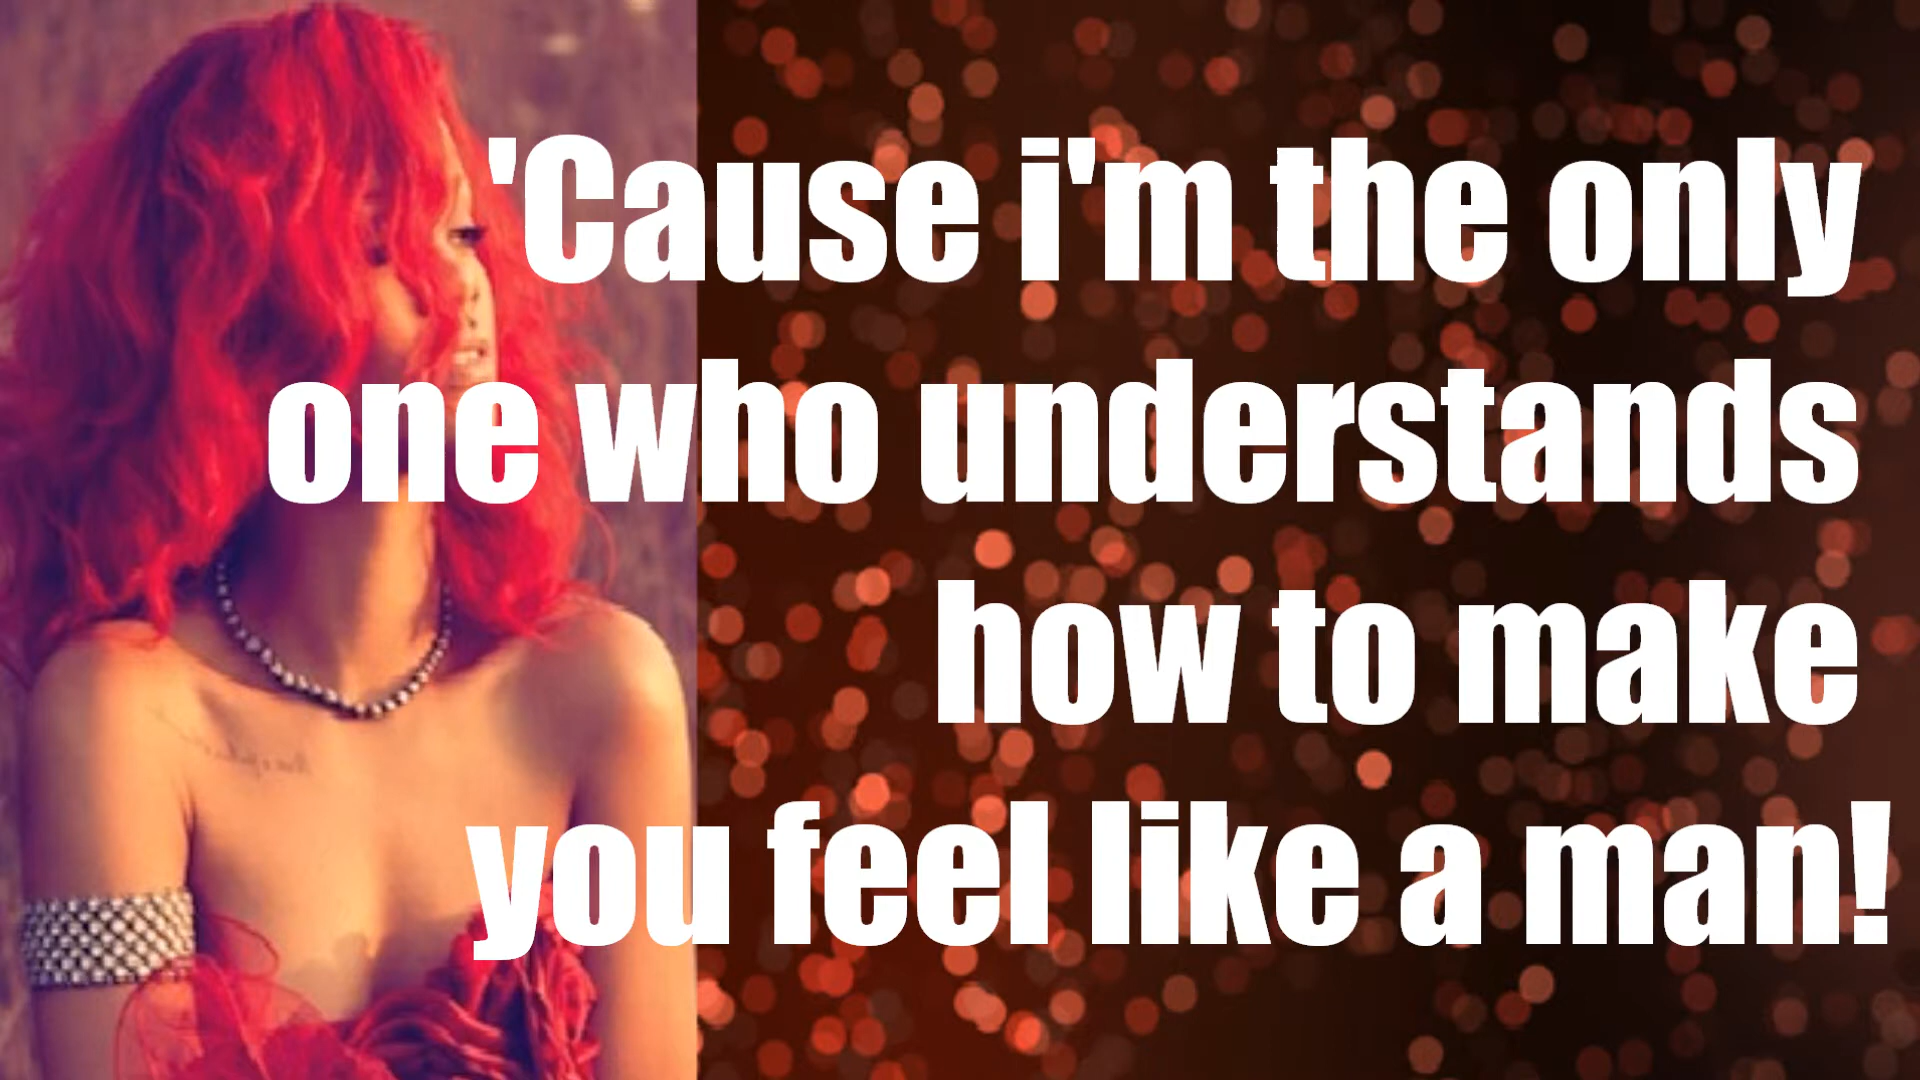 'Cause i'm the only
one who understands
how to make
you feel like a man!